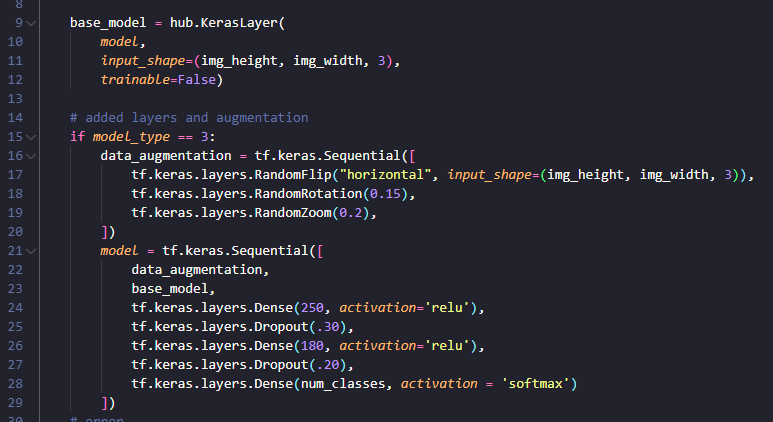 8
9 base_model = hub.KerasLayer(
10 model,
11 input_shape=(img_height, img_width, 3),
12 trainable=False)
13
14 # added layers and augmentation
15 if model_type == 3:
16 data_augmentation = tf.keras.Sequential([
17 tf.keras.layers.RandomFlip("horizontal", input_shape=(img_height, img_width, 3)),
18 tf.keras.layers.RandomRotation(0.15),
19 tf.keras.layers.RandomZoom(0.2),
20 ])
21 model = tf.keras.Sequential([
22 data_augmentation,
23 base_model,
24 tf.keras.layers.Dense(250, activation='relu'),
25 tf.keras.layers.Dropout(.30),
26 tf.keras.layers.Dense(180, activation='relu'),
27 tf.keras.layers.Dropout(.20),
28 tf.keras.layers.Dense(num_classes, activation = 'softmax')
29 ])
30 # error